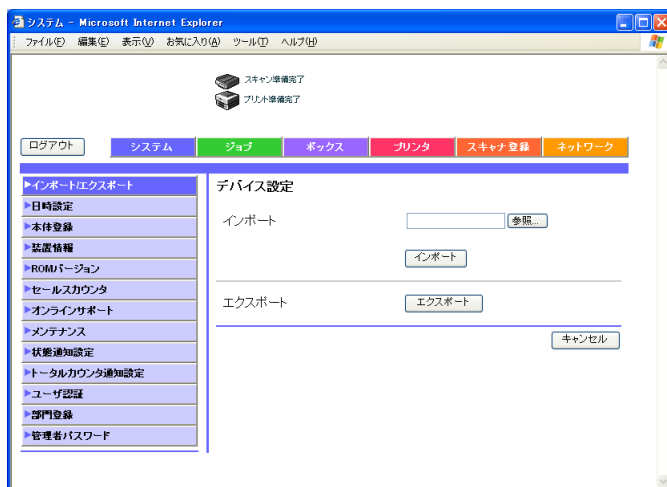 システム - Microsoft Internet Explorer
ファイル(F) 編集(E) 表示(V) お気に入り(A) ツール(T) ヘルプ(H)
スキャン準備完了
プリント準備完了
ログアウト システム ジョブ ボックス プリンタ スキャナ登録 ネットワーク
インポート/エクスポート
日時設定
本体登録
装置情報
ROMバージョン
セールスカウンタ
オンラインサポート
メンテナンス
状態通知設定
トータルカウンタ通知設定
ユーザ認証
部門登録
管理者パスワード
デバイス設定
インポート 参照...
インポート
エクスポート エクスポート
キャンセル